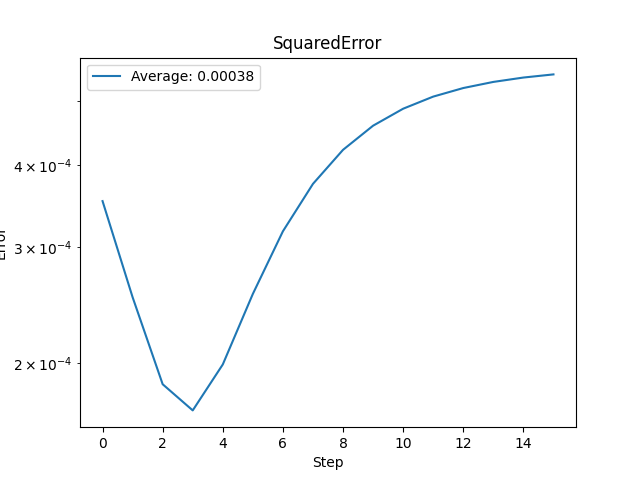 SquaredError
Average: 0.00038
4 × 10⁻⁴
3 × 10⁻⁴
2 × 10⁻⁴
Error
0 2 4 6 8 10 12 14
Step